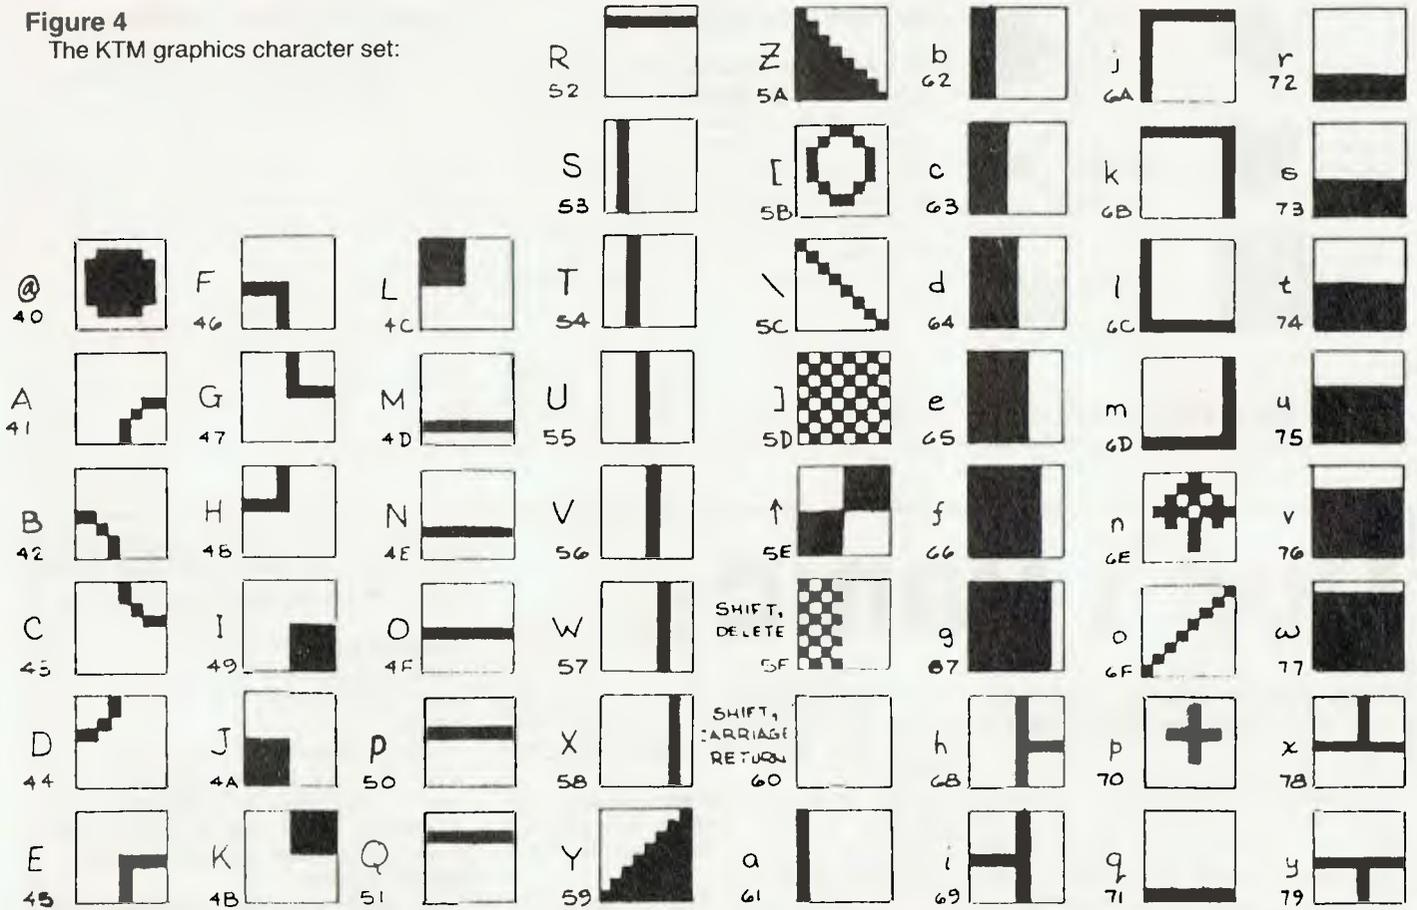 Figure 4
The KTM graphics character set:
@
40
A
41
B
42
C
43
D
44
E
45
F
46
G
47
H
48
I
49
J
4A
K
4B
L
4C
M
4D
N
4E
O
4F
P
50
Q
51
R
52
S
53
T
54
U
55
V
56
W
57
X
58
Y
59
Z
5A
[
5B
\
5C
]
5D
↑
5E
SHIFT,
DELETE
5F
SHIFT,
CARRIAGE
RETURN
60
a
61
b
62
c
63
d
64
e
65
f
66
g
67
h
68
i
69
j
6A
k
6B
l
6C
m
6D
n
6E
o
6F
p
70
q
71
r
72
s
73
t
74
u
75
v
76
w
77
x
78
y
79